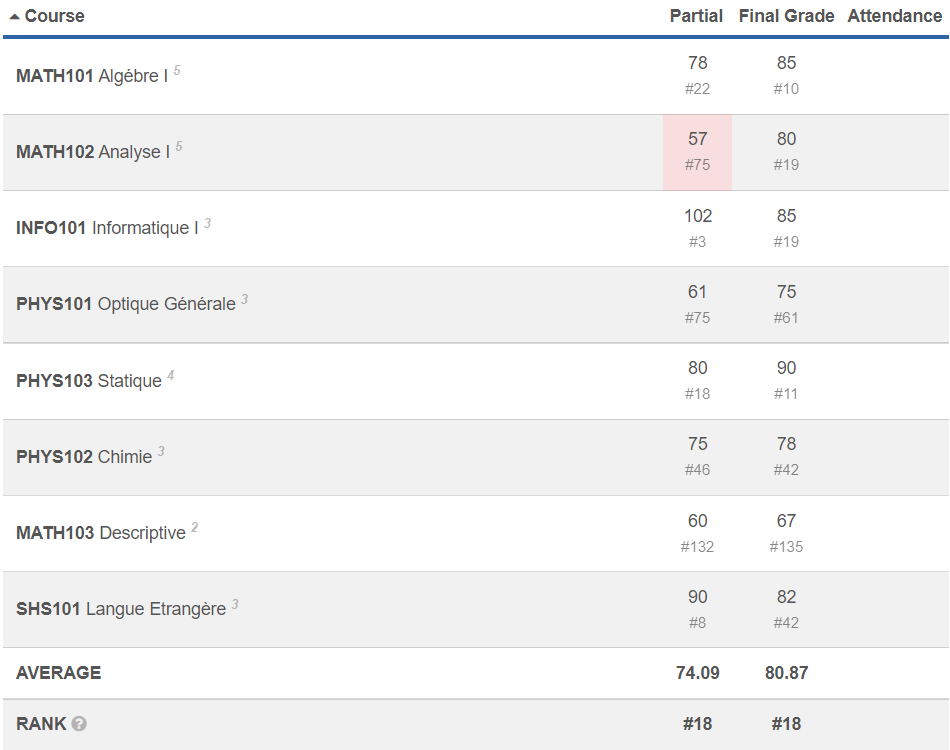 Course Partial Final Grade Attendance
78 85
MATH101 Algébre I 5
#22 #10
57 80
MATH102 Analyse I 5
#75 #19
102 85
INFO101 Informatique I 3
#3 #19
61 75
PHYS101 Optique Générale 3
#75 #61
80 90
PHYS103 Statique 4
#18 #11
75 78
PHYS102 Chimie 3
#46 #42
60 67
MATH103 Descriptive 2
#132 #135
90 82
SHS101 Langue Etrangère 3
#8 #42
AVERAGE 74.09 80.87
RANK ? #18 #18